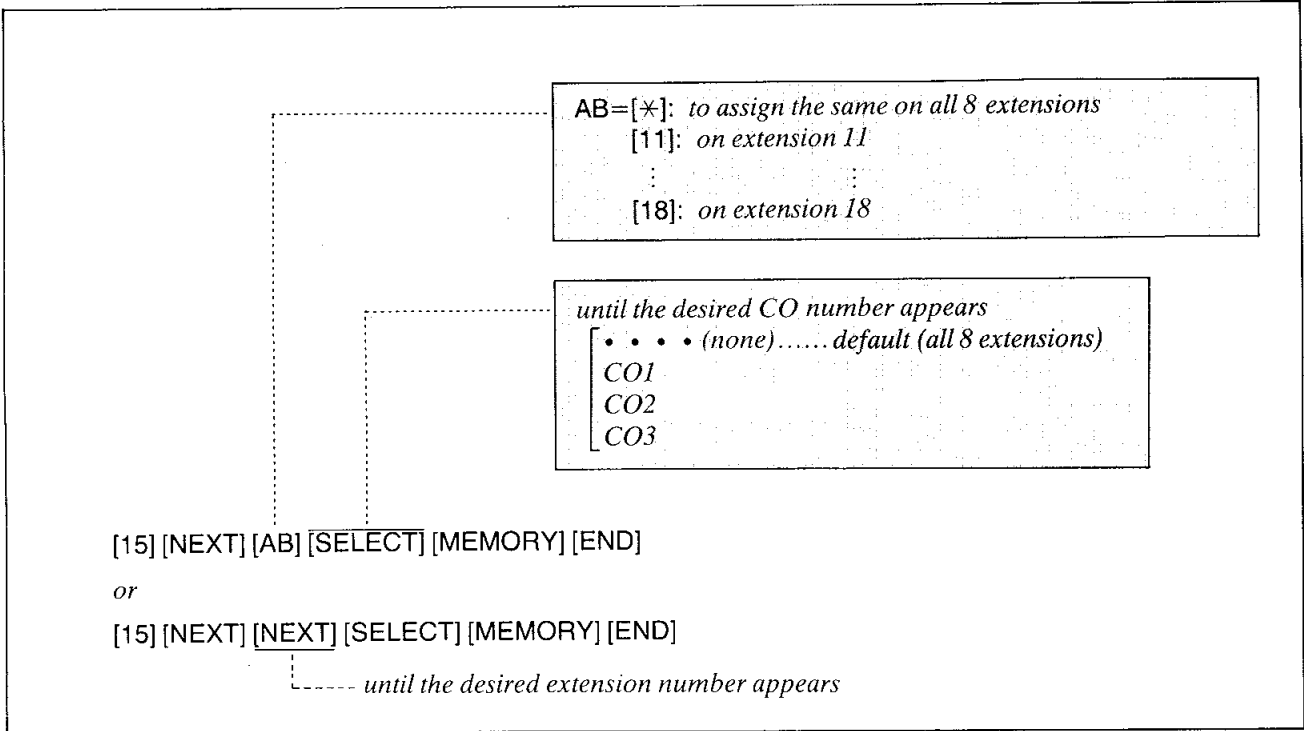 AB=[✳]: to assign the same on all 8 extensions
[11]: on extension 11
⋮ ⋮
[18]: on extension 18
until the desired CO number appears
• • • • (none)...... default (all 8 extensions)
CO1
CO2
CO3
[15] [NEXT] [AB] [SELECT] [MEMORY] [END]
or
[15] [NEXT] [NEXT] [SELECT] [MEMORY] [END]
until the desired extension number appears